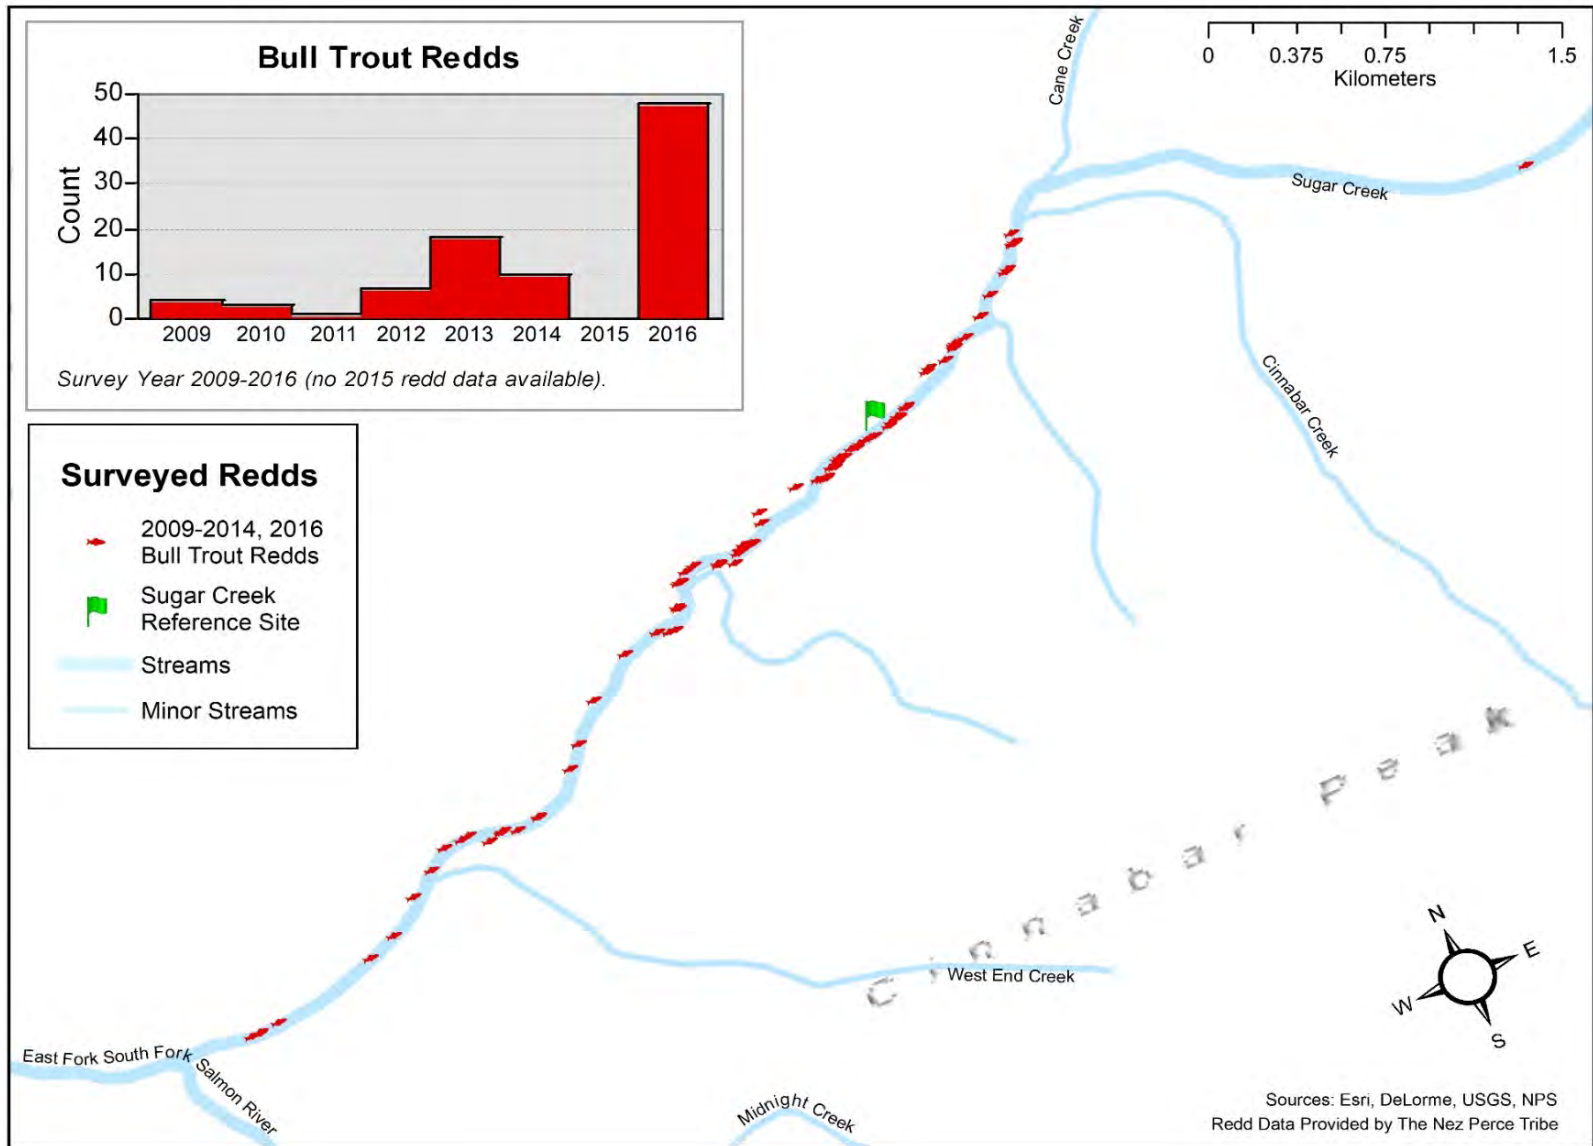 Bull Trout Redds
50
40
30
20
10
0
Count
2009 2010 2011 2012 2013 2014 2015 2016
Survey Year 2009-2016 (no 2015 redd data available).
Surveyed Redds
2009-2014, 2016
Bull Trout Redds
Sugar Creek
Reference Site
Streams
Minor Streams
0 0.375 0.75 1.5
Kilometers
Cane Creek
Sugar Creek
Cinnabar Creek
Cinnabar Peak
West End Creek
East Fork South Fork
Salmon River
Midnight Creek
N
E
W
S
Sources: Esri, DeLorme, USGS, NPS
Redd Data Provided by The Nez Perce Tribe